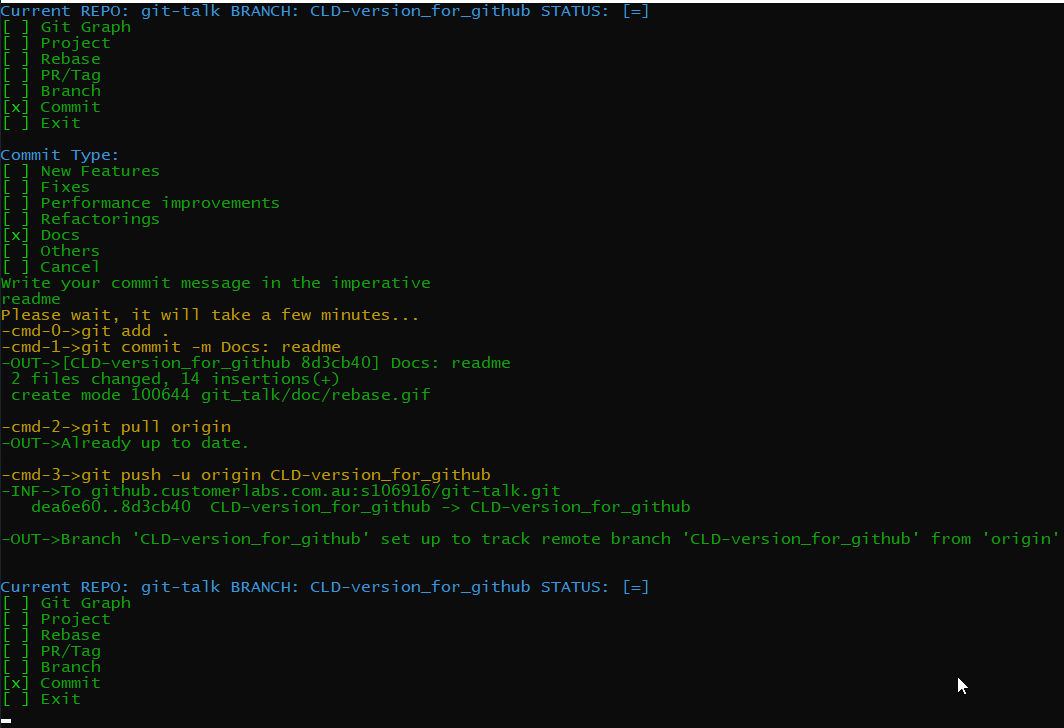 Current REPO: git-talk BRANCH: CLD-version_for_github STATUS: [=]
[ ] Git Graph
[ ] Project
[ ] Rebase
[ ] PR/Tag
[ ] Branch
[x] Commit
[ ] Exit
Commit Type:
[ ] New Features
[ ] Fixes
[ ] Performance improvements
[ ] Refactorings
[x] Docs
[ ] Others
[ ] Cancel
Write your commit message in the imperative
readme
Please wait, it will take a few minutes...
-cmd-0->git add .
-cmd-1->git commit -m Docs: readme
-OUT->[CLD-version_for_github 8d3cb40] Docs: readme
 2 files changed, 14 insertions(+)
 create mode 100644 git_talk/doc/rebase.gif
-cmd-2->git pull origin
-OUT->Already up to date.
-cmd-3->git push -u origin CLD-version_for_github
-INF->To github.customerlabs.com.au:s106916/git-talk.git
   dea6e60..8d3cb40  CLD-version_for_github -> CLD-version_for_github
-OUT->Branch 'CLD-version_for_github' set up to track remote branch 'CLD-version_for_github' from 'origin'
Current REPO: git-talk BRANCH: CLD-version_for_github STATUS: [=]
[ ] Git Graph
[ ] Project
[ ] Rebase
[ ] PR/Tag
[ ] Branch
[x] Commit
[ ] Exit